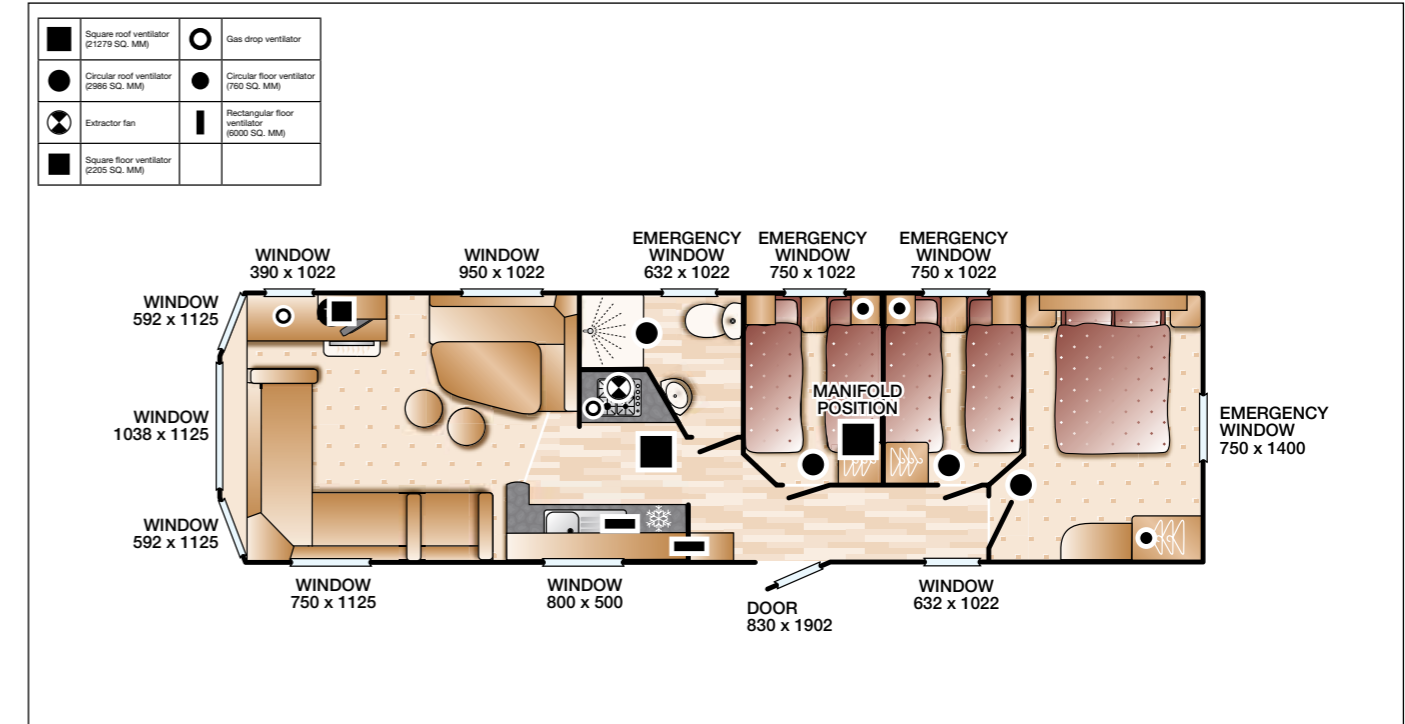 Square roof ventilator
(21279 SQ. MM)
Gas drop ventilator
Circular roof ventilator
(2986 SQ. MM)
Circular floor ventilator
(760 SQ. MM)
Extractor fan
Rectangular floor
ventilator
(6000 SQ. MM)
Square floor ventilator
(2205 SQ. MM)
WINDOW
390 x 1022
WINDOW
950 x 1022
EMERGENCY
WINDOW
632 x 1022
EMERGENCY
WINDOW
750 x 1022
EMERGENCY
WINDOW
750 x 1022
WINDOW
592 x 1125
WINDOW
1038 x 1125
WINDOW
592 x 1125
MANIFOLD
POSITION
EMERGENCY
WINDOW
750 x 1400
WINDOW
750 x 1125
WINDOW
800 x 500
DOOR
830 x 1902
WINDOW
632 x 1022